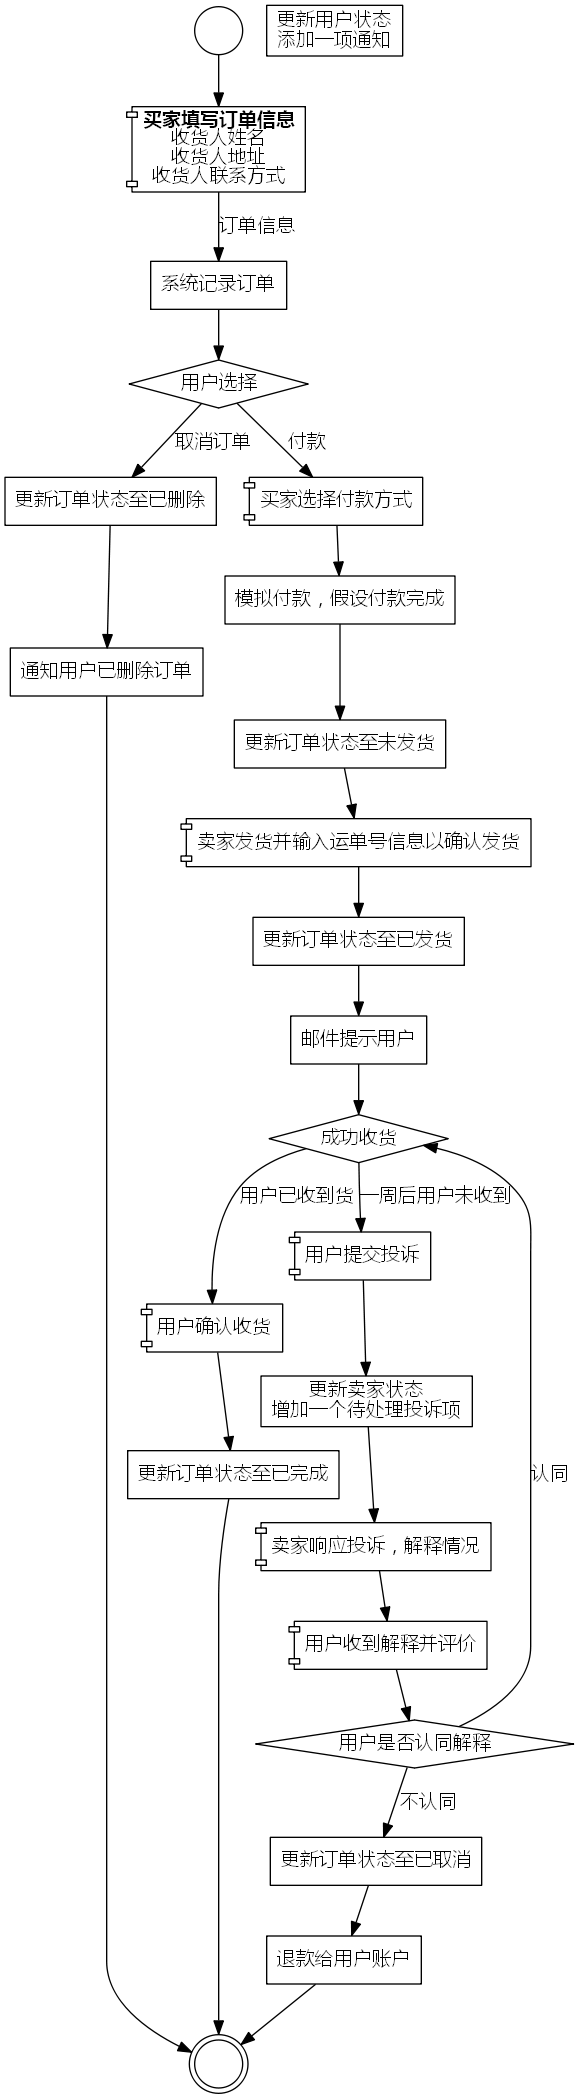 更新用户状态
添加一项通知
买家填写订单信息
收货人姓名
收货人地址
收货人联系方式
订单信息
系统记录订单
用户选择
取消订单
付款
更新订单状态至已删除
买家选择付款方式
模拟付款，假设付款完成
通知用户已删除订单
更新订单状态至未发货
卖家发货并输入运单号信息以确认发货
更新订单状态至已发货
邮件提示用户
成功收货
用户已收到货
一周后用户未收到
用户提交投诉
用户确认收货
更新卖家状态
增加一个待处理投诉项
更新订单状态至已完成
认同
卖家响应投诉，解释情况
用户收到解释并评价
用户是否认同解释
不认同
更新订单状态至已取消
退款给用户账户